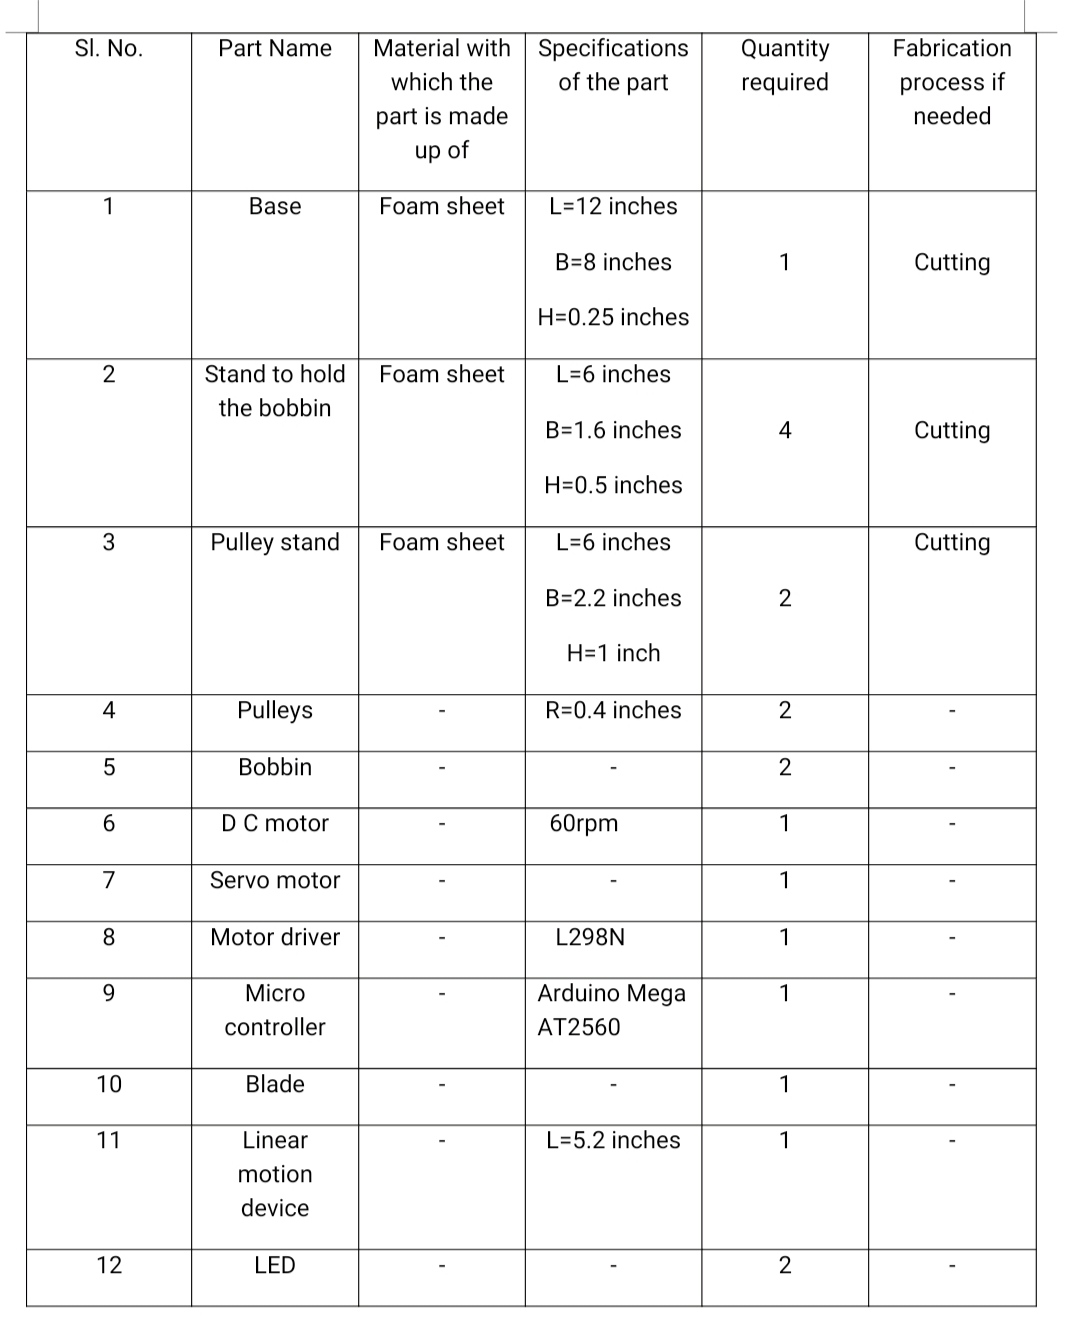 Sl. No. Part Name Material with which the part is made up of Specifications of the part Quantity required Fabrication process if needed
1 Base Foam sheet L=12 inches B=8 inches H=0.25 inches 1 Cutting
2 Stand to hold the bobbin Foam sheet L=6 inches B=1.6 inches H=0.5 inches 4 Cutting
3 Pulley stand Foam sheet L=6 inches B=2.2 inches H=1 inch 2 Cutting
4 Pulleys - R=0.4 inches 2 -
5 Bobbin - - 2 -
6 D C motor - 60rpm 1 -
7 Servo motor - - 1 -
8 Motor driver - L298N 1 -
9 Micro controller - Arduino Mega AT2560 1 -
10 Blade - - 1 -
11 Linear motion device - L=5.2 inches 1 -
12 LED - - 2 -